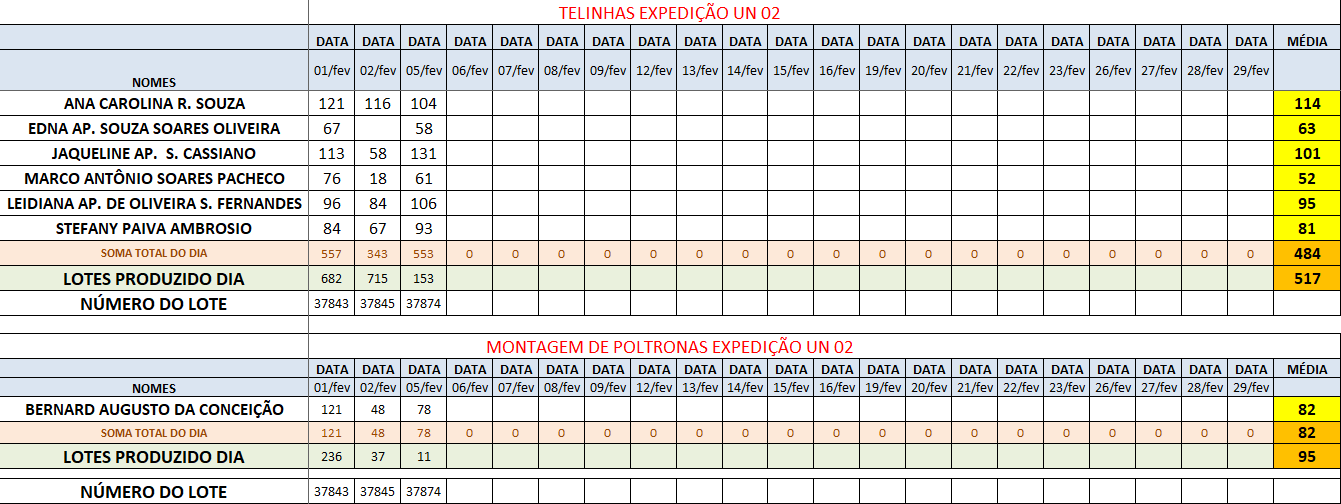 TELINHAS EXPEDIÇÃO UN 02
DATA DATA DATA DATA DATA DATA DATA DATA DATA DATA DATA DATA DATA DATA DATA DATA DATA DATA DATA DATA DATA MÉDIA
NOMES 01/fev 02/fev 05/fev 06/fev 07/fev 08/fev 09/fev 12/fev 13/fev 14/fev 15/fev 16/fev 19/fev 20/fev 21/fev 22/fev 23/fev 26/fev 27/fev 28/fev 29/fev
ANA CAROLINA R. SOUZA 121 116 104 114
EDNA AP. SOUZA SOARES OLIVEIRA 67 58 63
JAQUELINE AP. S. CASSIANO 113 58 131 101
MARCO ANTÔNIO SOARES PACHECO 76 18 61 52
LEIDIANA AP. DE OLIVEIRA S. FERNANDES 96 84 106 95
STEFANY PAIVA AMBROSIO 84 67 93 81
SOMA TOTAL DO DIA 557 343 553 0 0 0 0 0 0 0 0 0 0 0 0 0 0 0 0 0 0 484
LOTES PRODUZIDO DIA 682 715 153 517
NÚMERO DO LOTE 37843 37845 37874
MONTAGEM DE POLTRONAS EXPEDIÇÃO UN 02
DATA DATA DATA DATA DATA DATA DATA DATA DATA DATA DATA DATA DATA DATA DATA DATA DATA DATA DATA DATA DATA MÉDIA
NOMES 01/fev 02/fev 05/fev 06/fev 07/fev 08/fev 09/fev 12/fev 13/fev 14/fev 15/fev 16/fev 19/fev 20/fev 21/fev 22/fev 23/fev 26/fev 27/fev 28/fev 29/fev
BERNARD AUGUSTO DA CONCEIÇÃO 121 48 78 82
SOMA TOTAL DO DIA 121 48 78 0 0 0 0 0 0 0 0 0 0 0 0 0 0 0 0 0 0 82
LOTES PRODUZIDO DIA 236 37 11 95
NÚMERO DO LOTE 37843 37845 37874